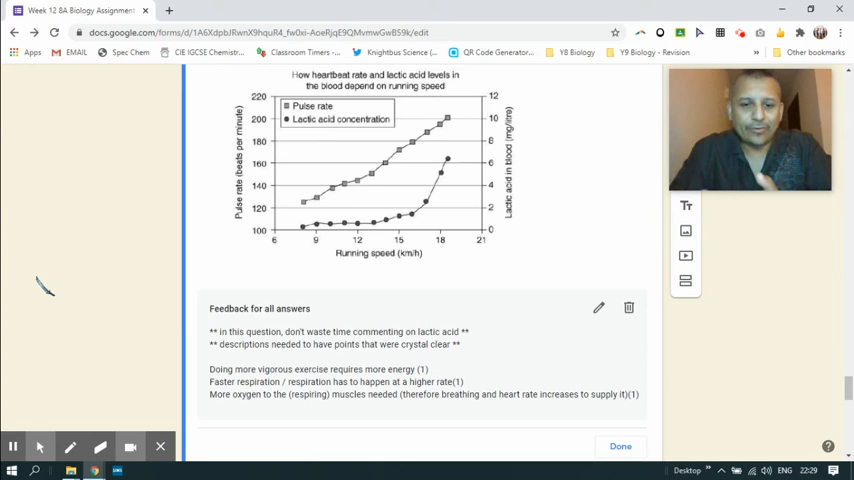 Week 12 8A Biology Assignment
docs.google.com/forms/d/1A6XdpbJRwnX9hquR4_fw0xi-AoeRjqE9QMvmwGwB59k/edit
Apps EMAIL Spec Chem CIE IGCSE Chemistr... Classroom Timers -... Knightbus Science (... QR Code Generator... Y8 Biology Y9 Biology - Revision Other bookmarks
How heartbeat rate and lactic acid levels in
the blood depend on running speed
Pulse rate
Lactic acid concentration
Pulse rate (beats per minute)
220
200
180
160
140
120
100
12
10
8
6
4
2
0
Lactic acid in blood (mg/litre)
6 9 12 15 18 21
Running speed (km/h)
Feedback for all answers
** in this question, don't waste time commenting on lactic acid **
** descriptions needed to have points that were crystal clear **
Doing more vigorous exercise requires more energy (1)
Faster respiration / respiration has to happen at a higher rate(1)
More oxygen to the (respiring) muscles needed (therefore breathing and heart rate increases to supply it)(1)
Done
Tт
Desktop ENG 22:29